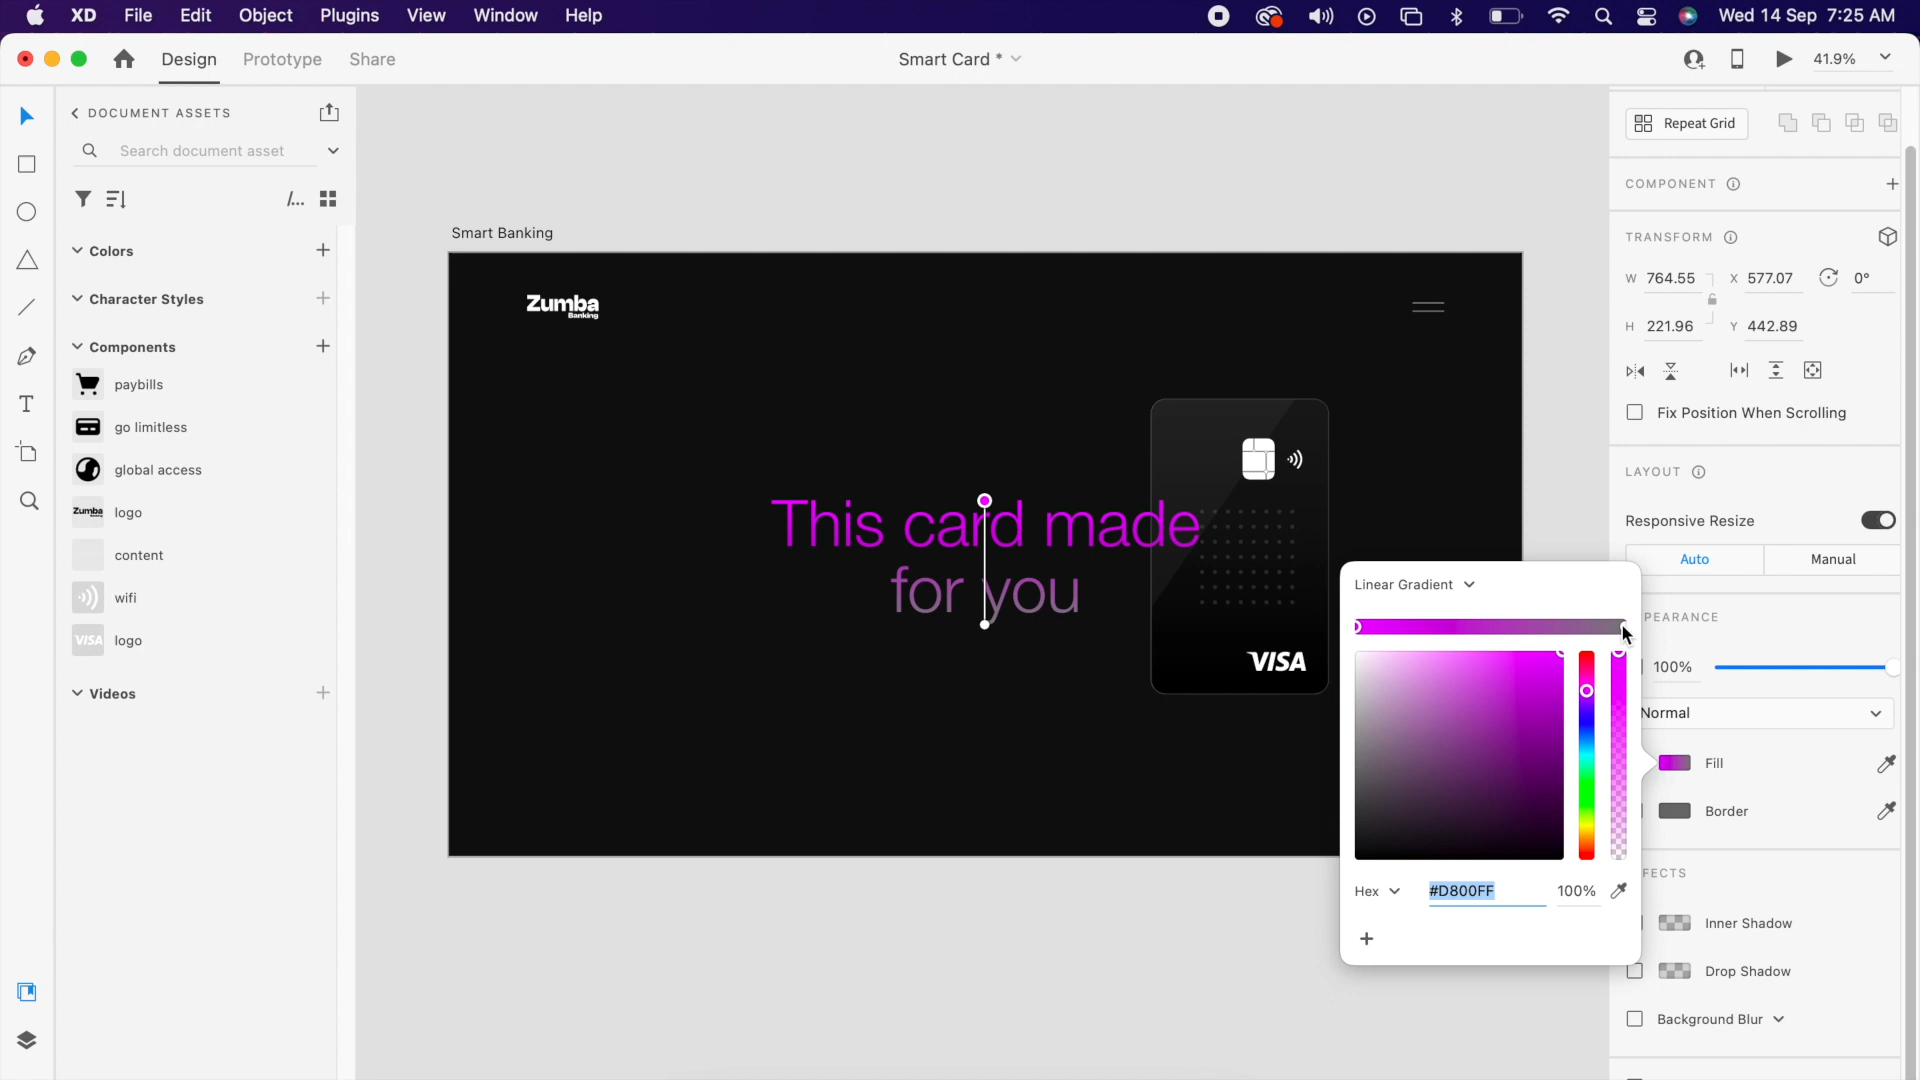 XD File Edit Object Plugins View Window Help Wed 14 Sep 7:25 AM
Design Prototype Share Smart Card * 41.9%
DOCUMENT ASSETS
Search document asset
/...
Colors
Character Styles
Components
paybills
go limitless
global access
Zumba logo
content
wifi
VISA logo
Videos
Smart Banking
Zumba
Banking
This card made
for you
VISA
Linear Gradient
Hex #D800FF 100%
+
Repeat Grid
COMPONENT
TRANSFORM
W 764.55 X 577.07 0°
H 221.96 Y 442.89
Fix Position When Scrolling
LAYOUT
Responsive Resize
Auto Manual
PEARANCE
100%
Normal
Fill
Border
FECTS
Inner Shadow
Drop Shadow
Background Blur